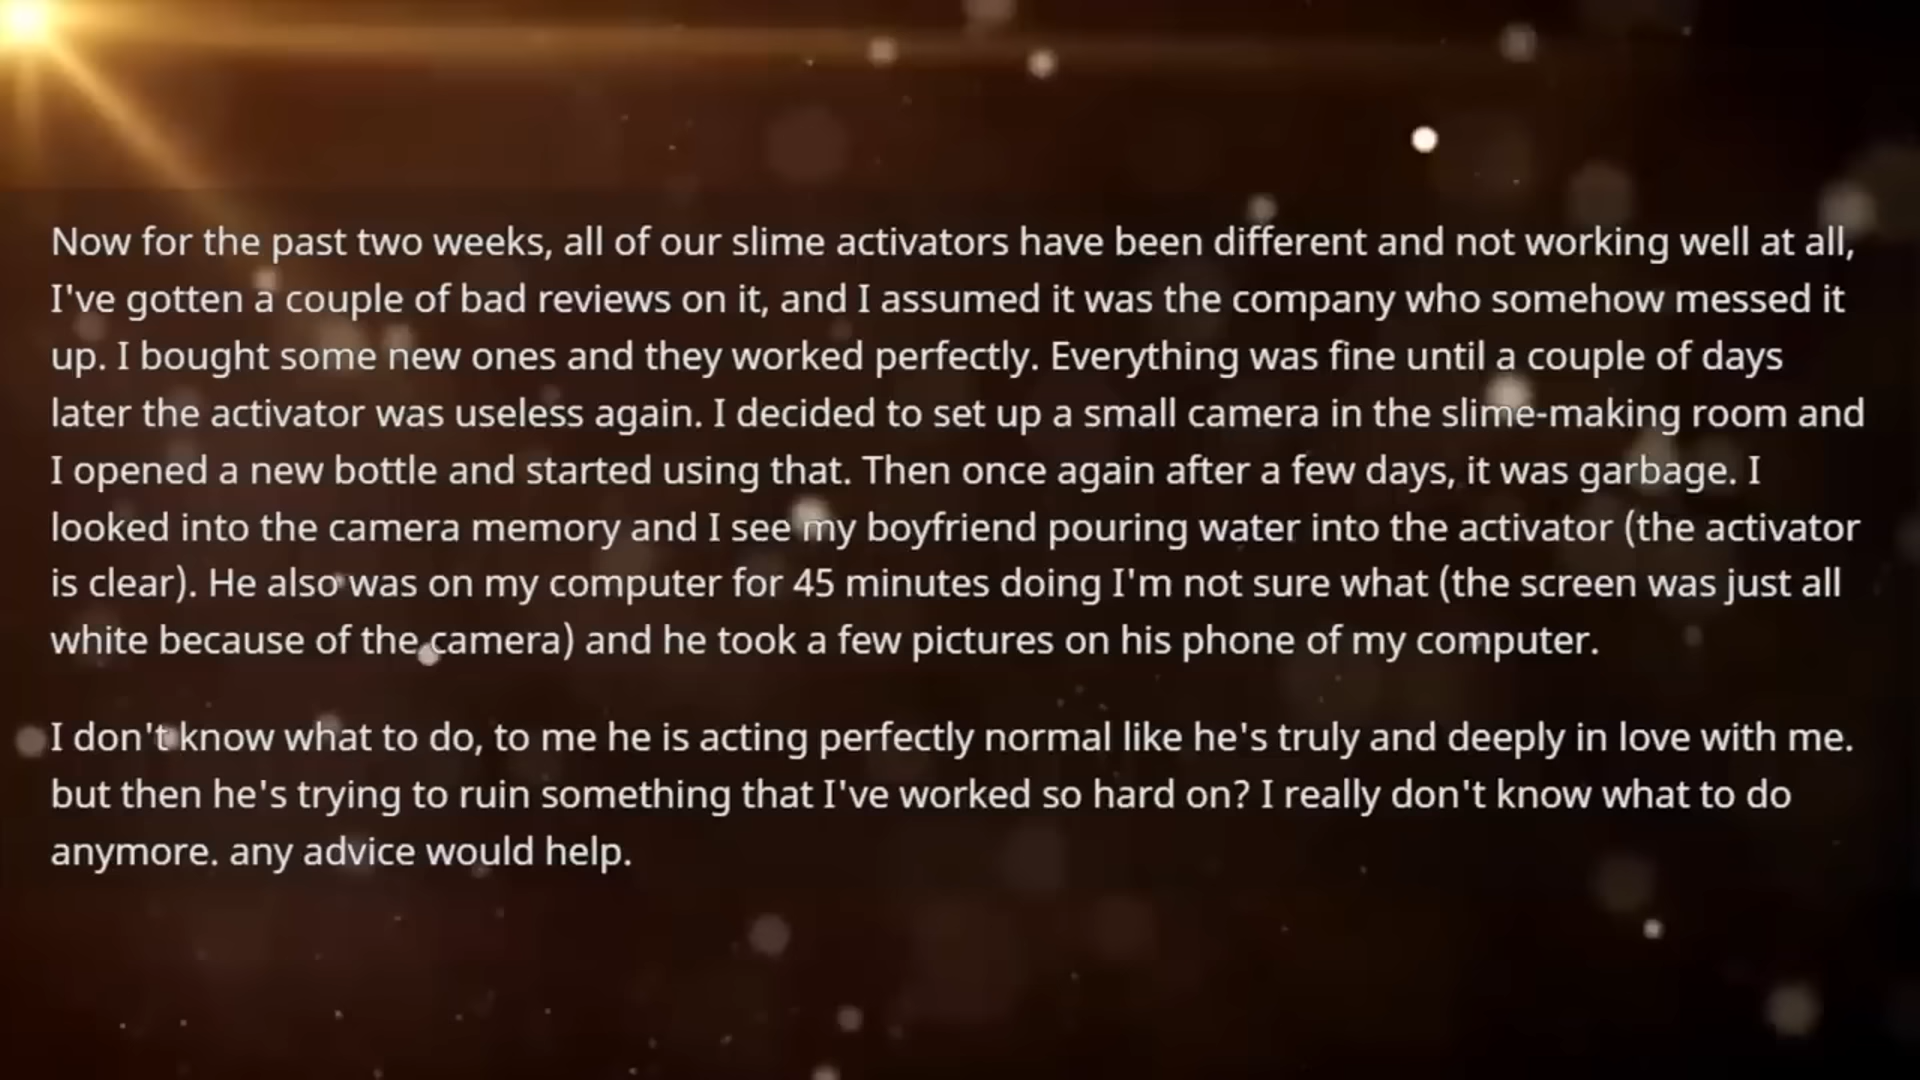 Now for the past two weeks, all of our slime activators have been different and not working well at all,
I've gotten a couple of bad reviews on it, and I assumed it was the company who somehow messed it
up. I bought some new ones and they worked perfectly. Everything was fine until a couple of days
later the activator was useless again. I decided to set up a small camera in the slime-making room and
I opened a new bottle and started using that. Then once again after a few days, it was garbage. I
looked into the camera memory and I see my boyfriend pouring water into the activator (the activator
is clear). He also was on my computer for 45 minutes doing I'm not sure what (the screen was just all
white because of the camera) and he took a few pictures on his phone of my computer.
I don't know what to do, to me he is acting perfectly normal like he's truly and deeply in love with me.
but then he's trying to ruin something that I've worked so hard on? I really don't know what to do
anymore. any advice would help.